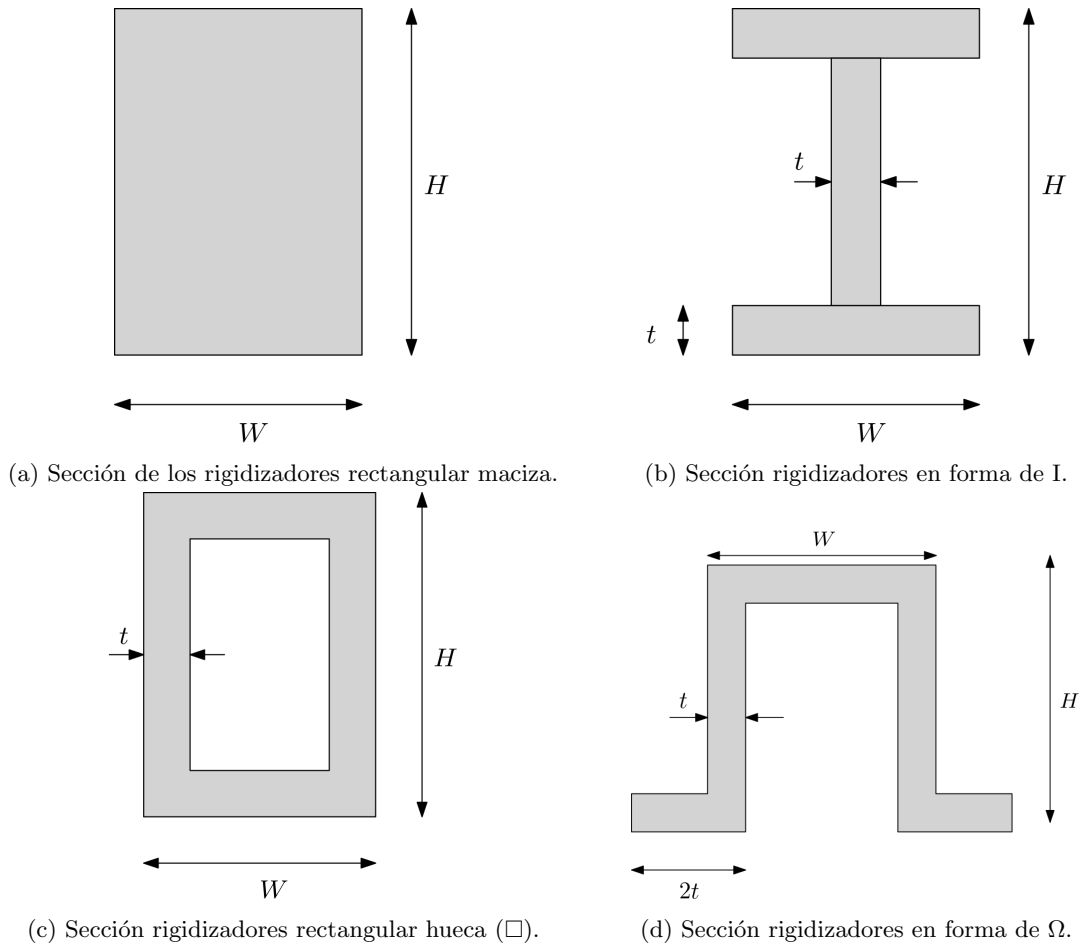 H
W
(a) Sección de los rigidizadores rectangular maciza.
t
H
t
W
(b) Sección rigidizadores en forma de I.
t
H
W
(c) Sección rigidizadores rectangular hueca (□).
W
t
H
2t
(d) Sección rigidizadores en forma de Ω.